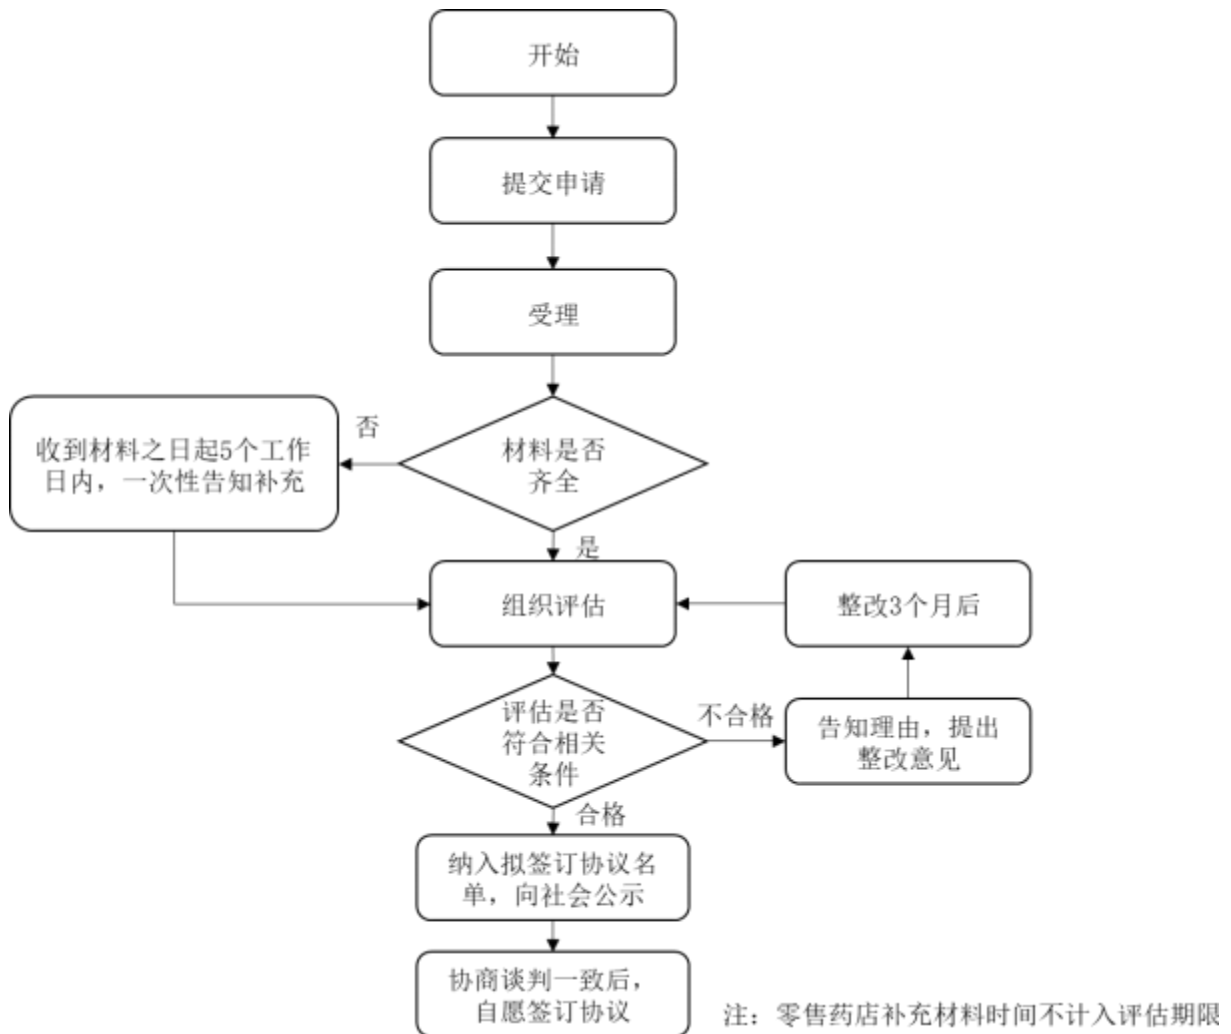 开始
提交申请
受理
材料是否
齐全
否
收到材料之日起5个工作
日内，一次性告知补充
是
组织评估
整改3个月后
评估是否
符合相关
条件
不合格
告知理由，提出
整改意见
合格
纳入拟签订协议名
单，向社会公示
协商谈判一致后，
自愿签订协议
注：零售药店补充材料时间不计入评估期限